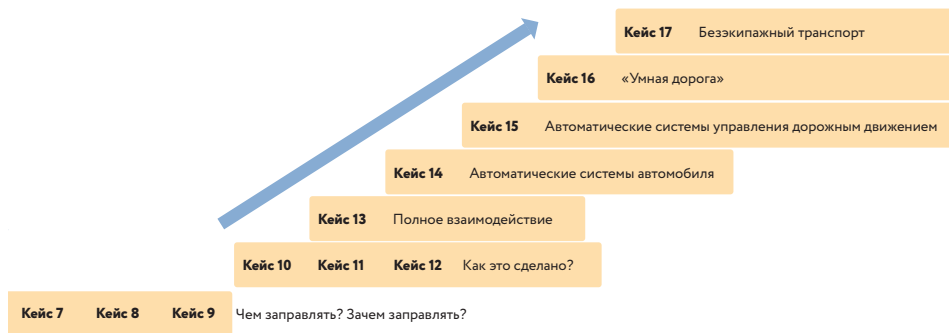 Кейс 17 Безэкипажный транспорт
Кейс 16 «Умная дорога»
Кейс 15 Автоматические системы управления дорожным движением
Кейс 14 Автоматические системы автомобиля
Кейс 13 Полное взаимодействие
Кейс 10 Кейс 11 Кейс 12 Как это сделано?
Кейс 7 Кейс 8 Кейс 9 Чем заправлять? Зачем заправлять?